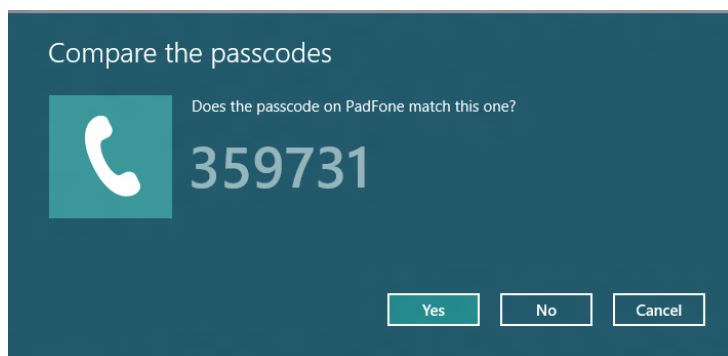 Compare the passcodes
Does the passcode on PadFone match this one?
359731
Yes No Cancel